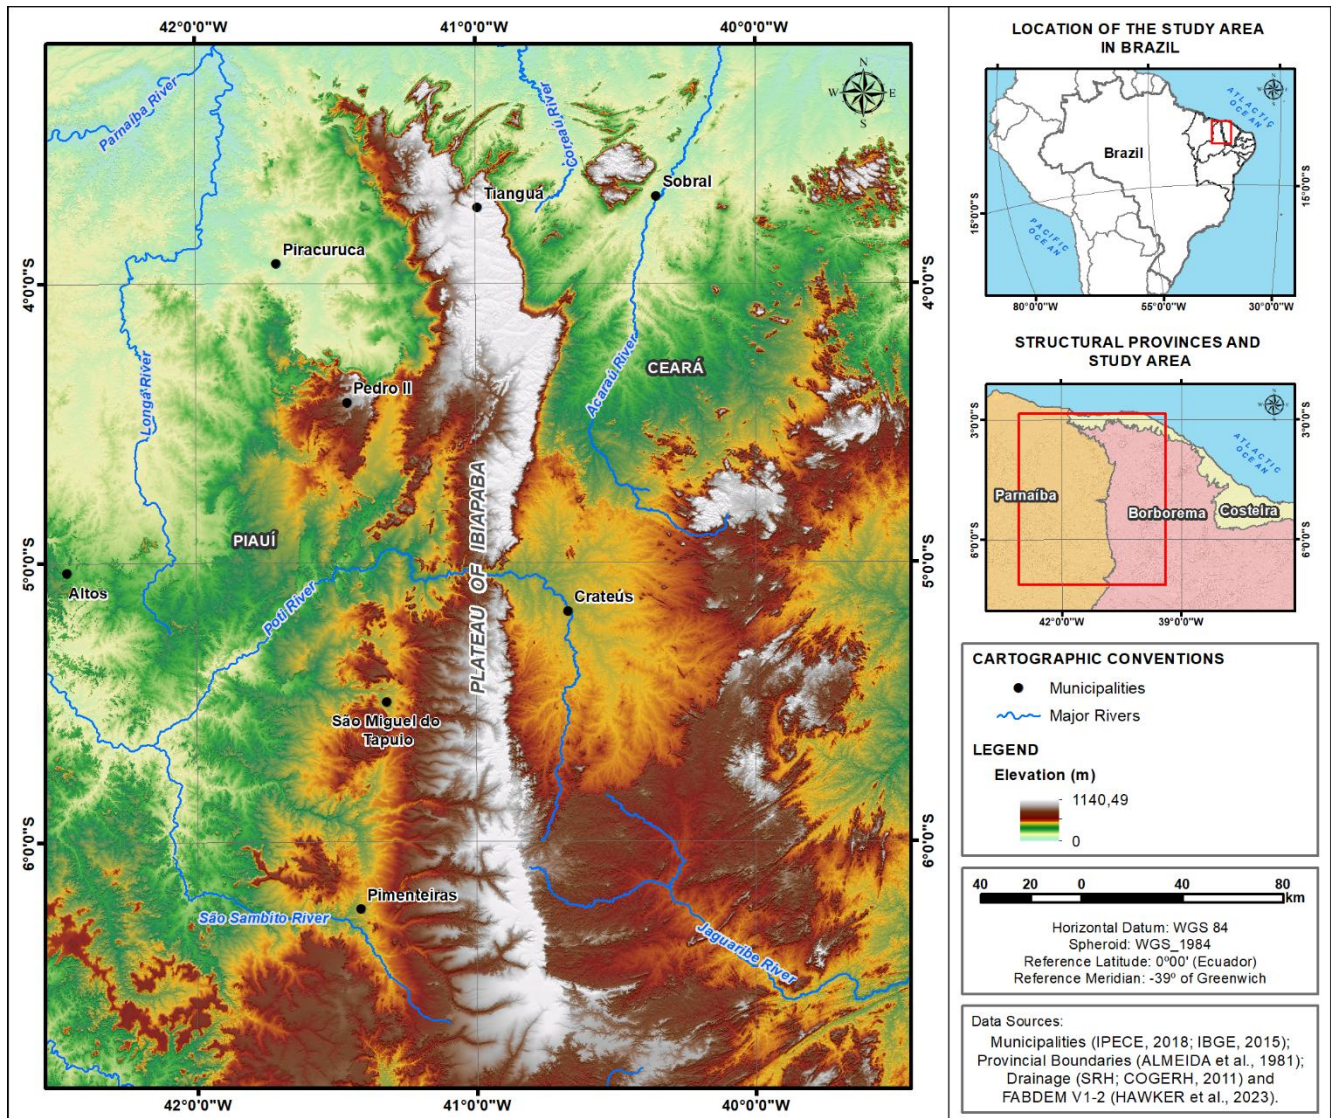 42°0'0"W
41°0'0"W
40°0'0"W
Parnaíba River
Coreaú River
N
W
E
S
Tianguá
Sobral
Piracuruca
4°0'0"S
4°0'0"S
CEARÁ
Pedro II
Acaraú River
Longá River
PLATEAU OF IBIAPABA
PIAUÍ
5°0'0"S
5°0'0"S
Altos
Poti River
Crateús
São Miguel do
Tapuio
6°0'0"S
6°0'0"S
Pimenteiras
São Sambito River
Jaguaribe River
42°0'0"W
41°0'0"W
40°0'0"W
LOCATION OF THE STUDY AREA
IN BRAZIL
ATLACTIC
OCEAN
Brazil
15°0'0"S
15°0'0"S
PACIFIC
OCEAN
80°0'0"W
55°0'0"W
30°0'0"W
STRUCTURAL PROVINCES AND
STUDY AREA
3°0'0"S
3°0'0"S
ATLANTIC
OCEAN
Parnaíba
Borborema
Costeira
6°0'0"S
6°0'0"S
42°0'0"W
39°0'0"W
CARTOGRAPHIC CONVENTIONS
Municipalities
Major Rivers
LEGEND
Elevation (m)
1140,49
0
40 20 0 40 80
km
Horizontal Datum: WGS 84
Spheroid: WGS_1984
Reference Latitude: 0º00' (Ecuador)
Reference Meridian: -39º of Greenwich
Data Sources:
Municipalities (IPECE, 2018; IBGE, 2015);
Provincial Boundaries (ALMEIDA et al., 1981);
Drainage (SRH; COGERH, 2011) and
FABDEM V1-2 (HAWKER et al., 2023).